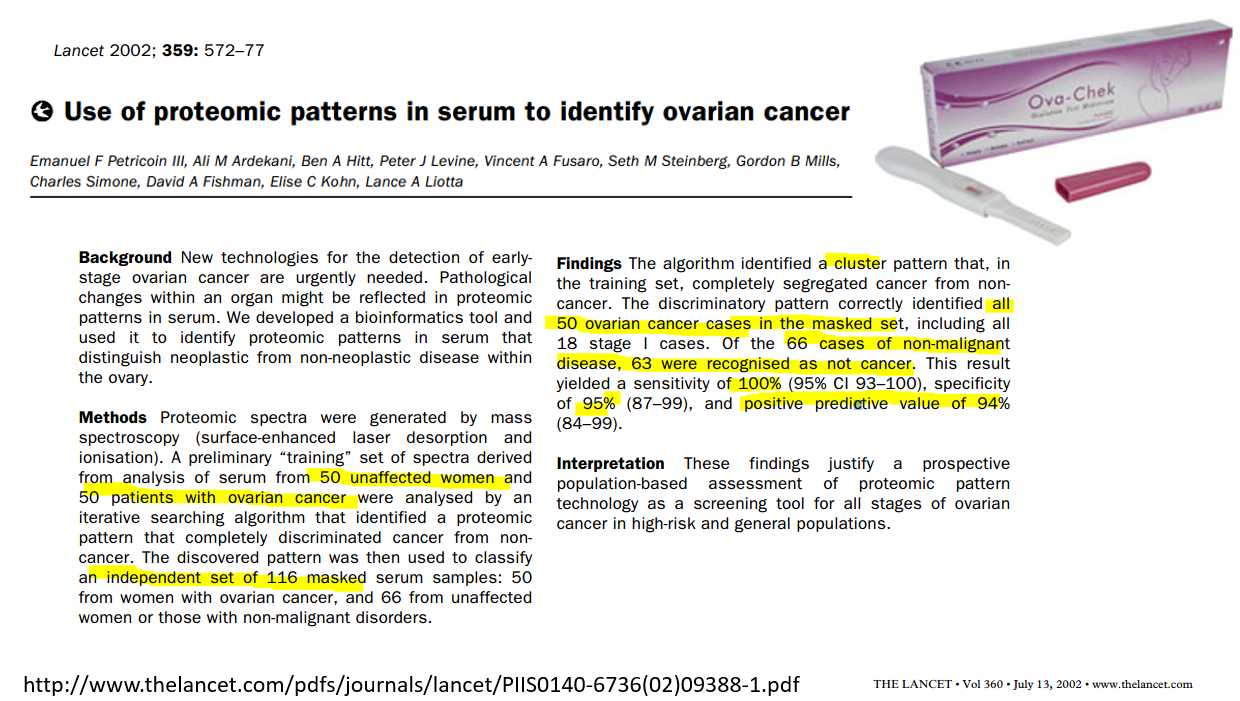 Lancet 2002; 359: 572–77
Use of proteomic patterns in serum to identify ovarian cancer
Emanuel F Petricoin III, Ali M Ardekani, Ben A Hitt, Peter J Levine, Vincent A Fusaro, Seth M Steinberg, Gordon B Mills,
Charles Simone, David A Fishman, Elise C Kohn, Lance A Liotta
Ova-Chek
Background New technologies for the detection of early-
stage ovarian cancer are urgently needed. Pathological
changes within an organ might be reflected in proteomic
patterns in serum. We developed a bioinformatics tool and
used it to identify proteomic patterns in serum that
distinguish neoplastic from non-neoplastic disease within
the ovary.
Methods Proteomic spectra were generated by mass
spectroscopy (surface-enhanced laser desorption and
ionisation). A preliminary “training” set of spectra derived
from analysis of serum from 50 unaffected women and
50 patients with ovarian cancer were analysed by an
iterative searching algorithm that identified a proteomic
pattern that completely discriminated cancer from non-
cancer. The discovered pattern was then used to classify
an independent set of 116 masked serum samples: 50
from women with ovarian cancer, and 66 from unaffected
women or those with non-malignant disorders.
Findings The algorithm identified a cluster pattern that, in
the training set, completely segregated cancer from non-
cancer. The discriminatory pattern correctly identified all
50 ovarian cancer cases in the masked set, including all
18 stage I cases. Of the 66 cases of non-malignant
disease, 63 were recognised as not cancer. This result
yielded a sensitivity of 100% (95% CI 93–100), specificity
of 95% (87–99), and positive predictive value of 94%
(84–99).
Interpretation These findings justify a prospective
population-based assessment of proteomic pattern
technology as a screening tool for all stages of ovarian
cancer in high-risk and general populations.
http://www.thelancet.com/pdfs/journals/lancet/PIIS0140-6736(02)09388-1.pdf
THE LANCET • Vol 360 • July 13, 2002 • www.thelancet.com